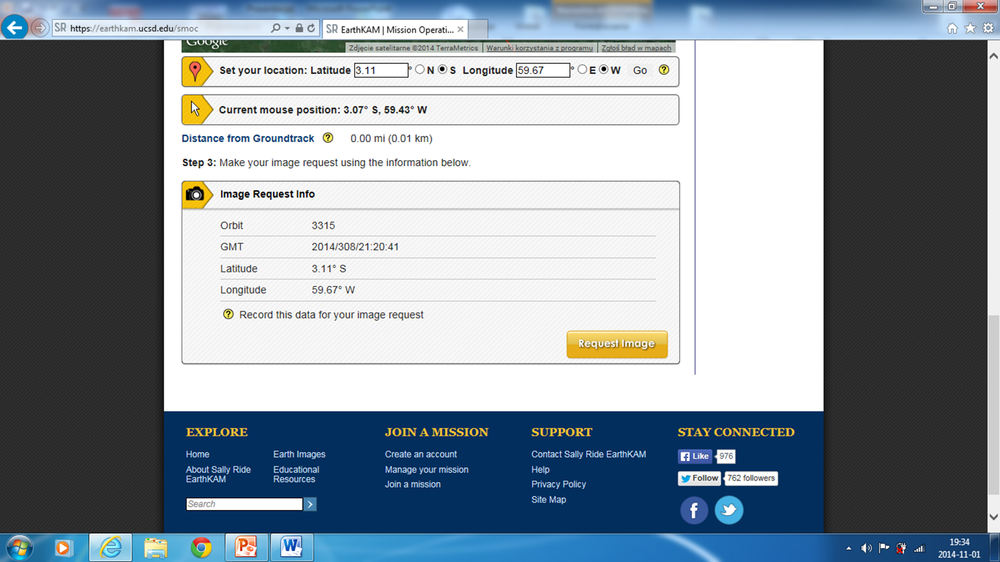 SR https://earthkam.ucsd.edu/smoc
SR EarthKAM | Mission Operati...
Google
Zdjęcie satelitarne ©2014 TerraMetrics
Warunki korzystania z programu
Zgłoś błąd w mapach
Set your location: Latitude 3.11 ° N S Longitude 59.67 ° E W Go ?
Current mouse position: 3.07° S, 59.43° W
Distance from Groundtrack ? 0.00 mi (0.01 km)
Step 3: Make your image request using the information below.
Image Request Info
Orbit 3315
GMT 2014/308/21:20:41
Latitude 3.11° S
Longitude 59.67° W
? Record this data for your image request
Request Image
EXPLORE
Home
About Sally Ride
EarthKAM
Earth Images
Educational
Resources
Search
JOIN A MISSION
Create an account
Manage your mission
Join a mission
SUPPORT
Contact Sally Ride EarthKAM
Help
Privacy Policy
Site Map
STAY CONNECTED
Like 976
Follow 762 followers
19:34
2014-11-01